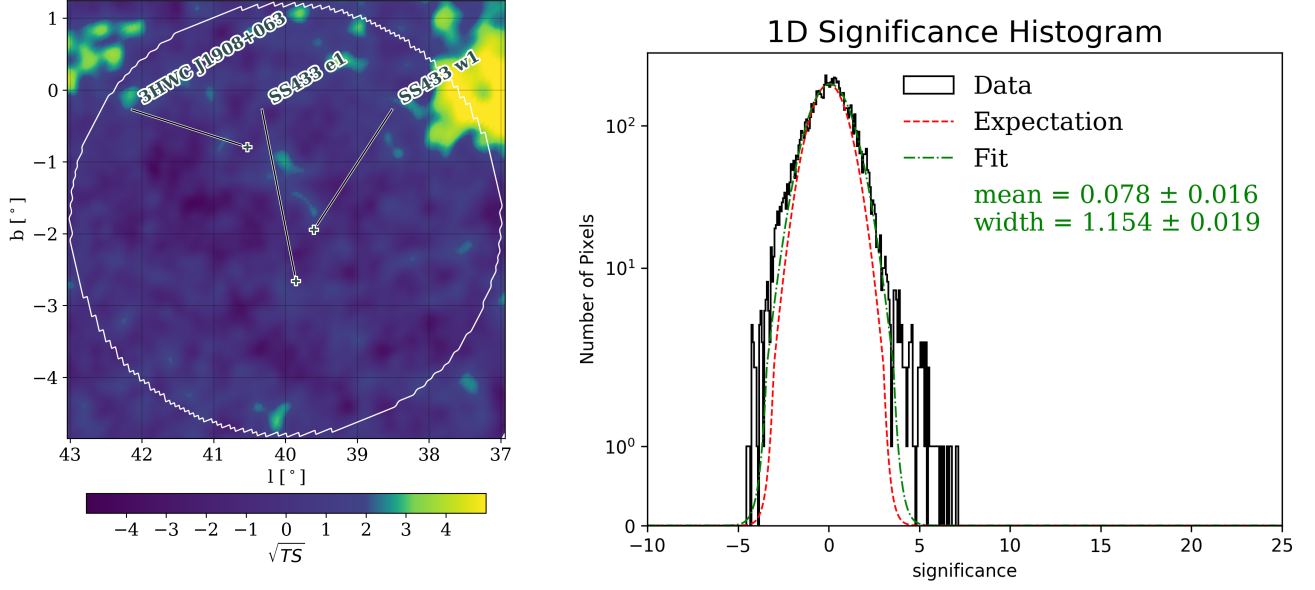 1
0
−1
−2
−3
−4
b [°]
3HWC J1908+063
SS433 e1
SS433 w1
43
42
41
40
39
38
37
l [°]
−4
−3
−2
−1
0
1
2
3
4
√TS
1D Significance Histogram
Data
Expectation
Fit
mean = 0.078 ± 0.016
width = 1.154 ± 0.019
Number of Pixels
10²
10¹
10⁰
0
−10
−5
0
5
10
15
20
25
significance